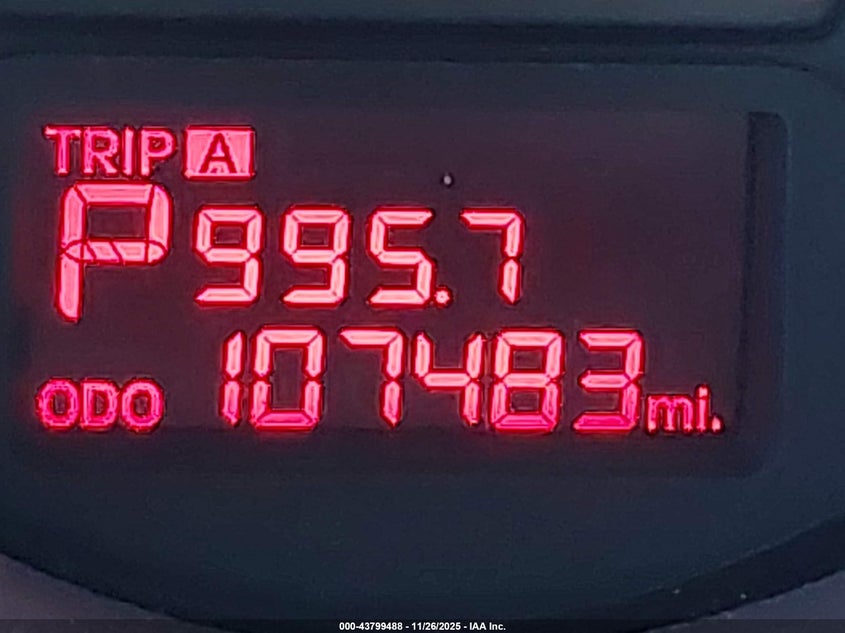 TRIP A
P 995.7
ODO 107483 mi.
000-43799488 - 11/26/2025 - IAA Inc.